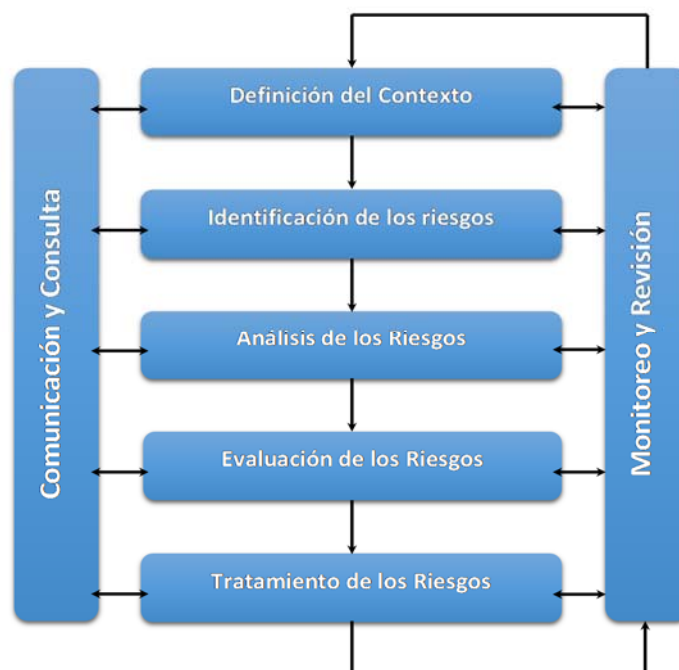 Definición del Contexto
Identificación de los riesgos
Análisis de los Riesgos
Evaluación de los Riesgos
Tratamiento de los Riesgos
Comunicación y Consulta
Monitoreo y Revisión